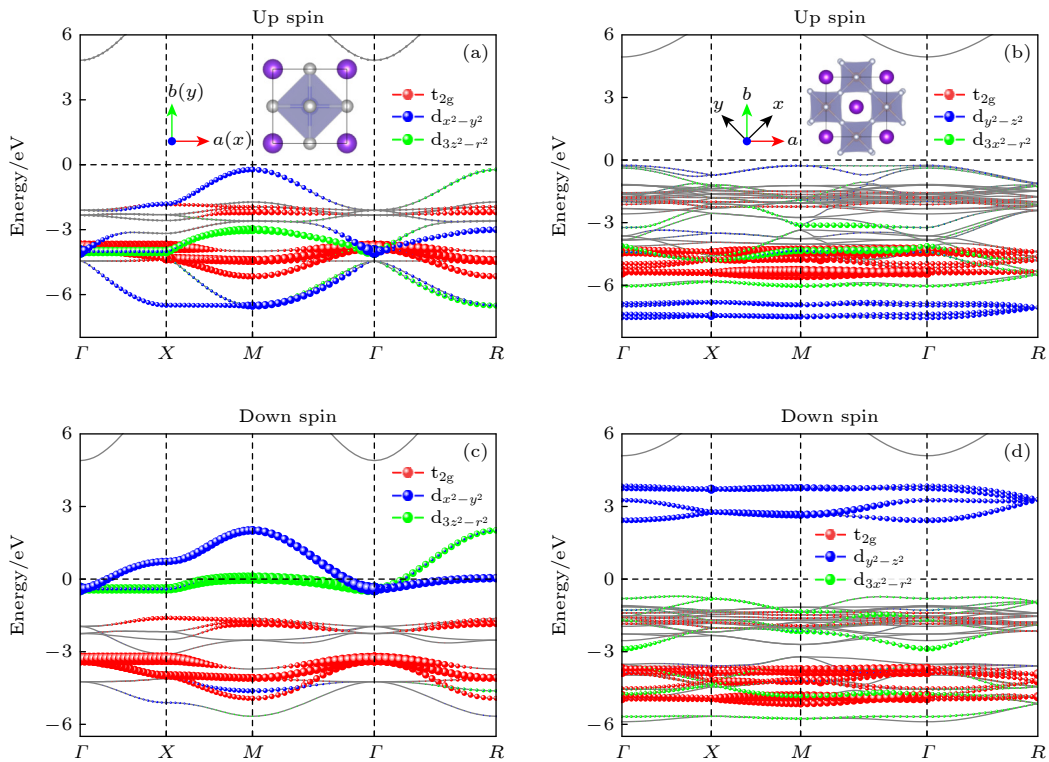 Up spin
Energy/eV
6
3
0
−3
−6
(a)
b(y)
a(x)
t2g
dx2−y2
d3z2−r2
Γ X M Γ R
Up spin
Energy/eV
6
3
0
−3
−6
(b)
y b x
a
t2g
dy2−z2
d3x2−r2
Γ X M Γ R
Down spin
Energy/eV
6
3
0
−3
−6
(c)
t2g
dx2−y2
d3z2−r2
Γ X M Γ R
Down spin
Energy/eV
6
3
0
−3
−6
(d)
t2g
dy2−z2
d3x2−r2
Γ X M Γ R